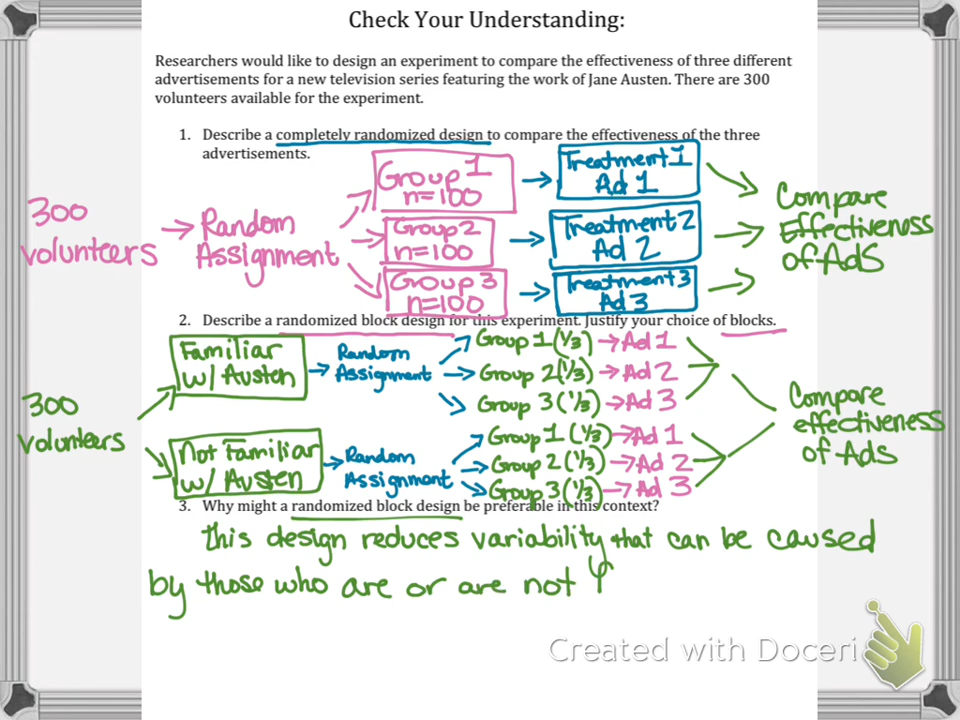 Check Your Understanding:
Researchers would like to design an experiment to compare the effectiveness of three different
advertisements for a new television series featuring the work of Jane Austen. There are 300
volunteers available for the experiment.
1. Describe a completely randomized design to compare the effectiveness of the three
advertisements.
300
volunteers
Random
Assignment
Group 1
n=100
Group 2
n=100
Group 3
n=100
Treatment 1
Ad 1
Treatment 2
Ad 2
Treatment 3
Ad 3
Compare
Effectiveness
of Ads
2. Describe a randomized block design for this experiment. Justify your choice of blocks.
300
volunteers
Familiar
w/ Austen
Random
Assignment
Group 1 (1/3) → Ad 1
Group 2 (1/3) → Ad 2
Group 3 (1/3) → Ad 3
Not Familiar
w/ Austen
Random
Assignment
Group 1 (1/3) → Ad 1
Group 2 (1/3) → Ad 2
Group 3 (1/3) → Ad 3
Compare
effectiveness
of Ads
3. Why might a randomized block design be preferable in this context?
this design reduces variability that can be caused
by those who are or are not
Created with Doceri